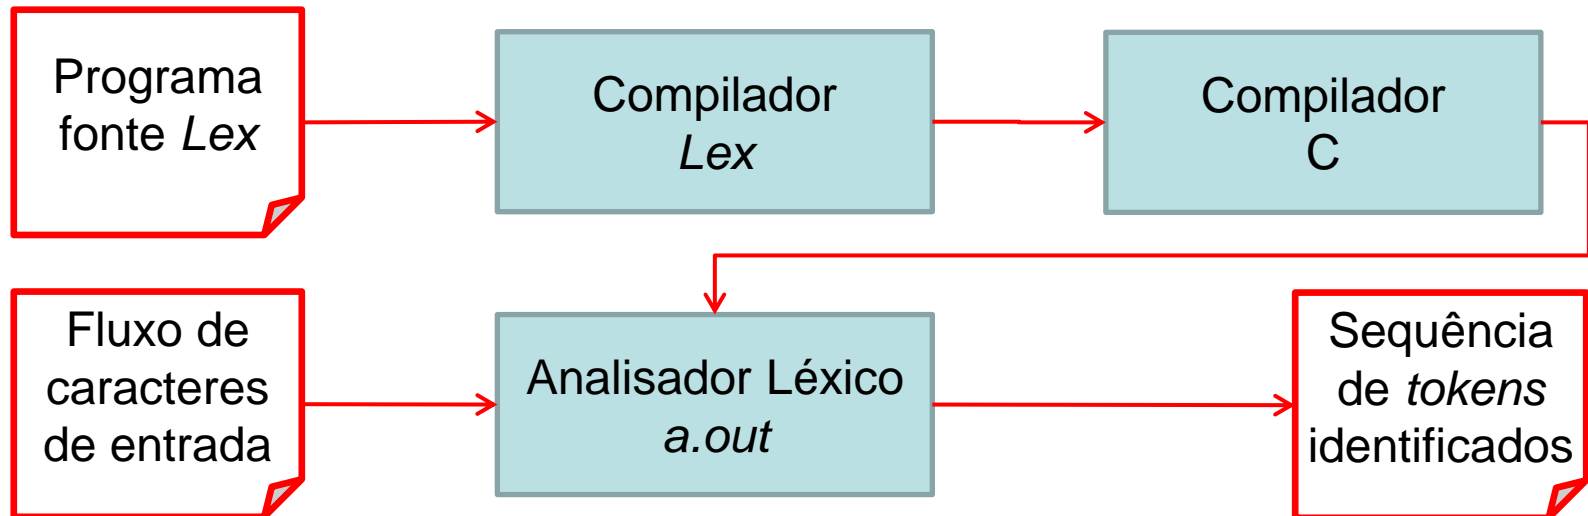 Programa
fonte Lex
Compilador
Lex
Compilador
C
Fluxo de
caracteres
de entrada
Analisador Léxico
a.out
Sequência
de tokens
identificados